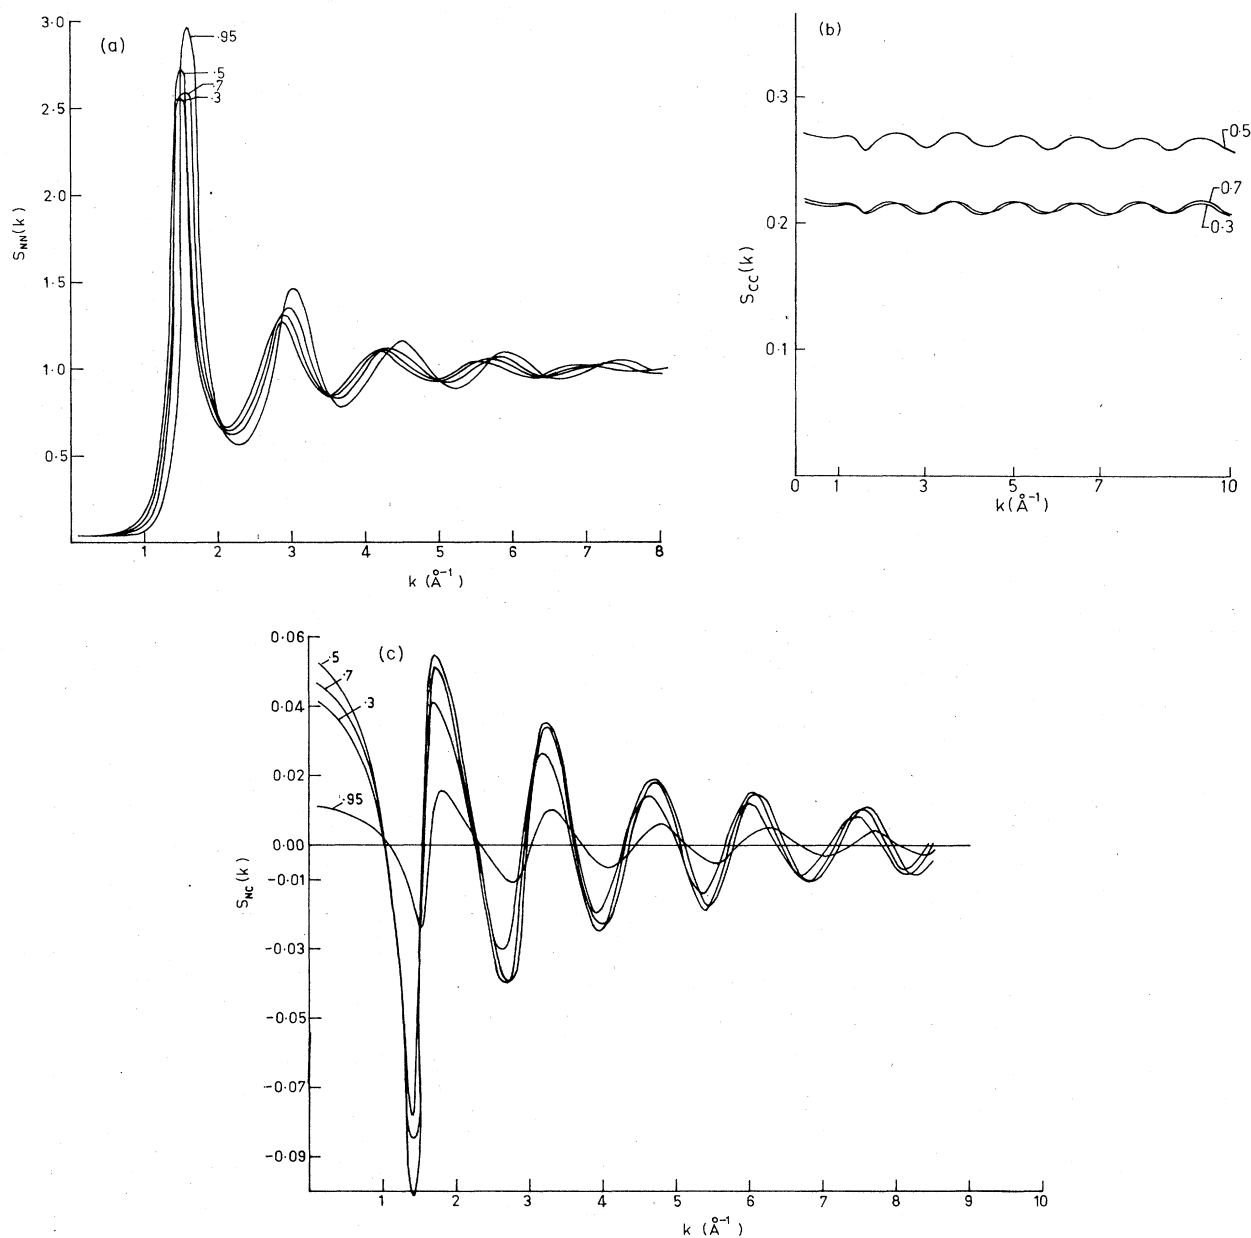 (a)
3·0
2·5
2·0
1·5
1·0
0·5
S_NN(k)
·95
·5
·7
·3
1 2 3 4 5 6 7 8
k (Å⁻¹)
(b)
0·3
0·2
0·1
S_CC(k)
0·5
0·7
0·3
0 1 3 5 7 10
k(Å⁻¹)
(c)
0·06
0·04
0·02
0·00
-0·01
-0·03
-0·05
-0·07
-0·09
S_NC(k)
·5
·7
·3
·95
1 2 3 4 5 6 7 8 9 10
k (Å⁻¹)